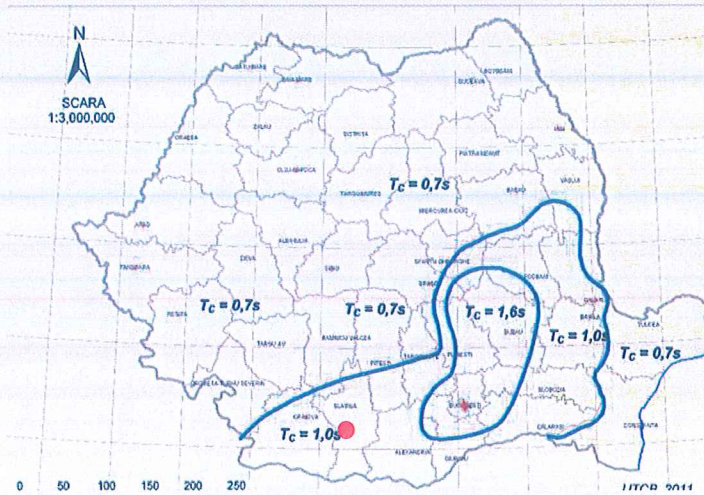 N
SCARA
1:3,000,000
SATU MARE
BAIA MARE
BOTOSANI
SUCEAVA
ORADEA
ZALAU
BISTRITA
IASI
PIATRA NEAMT
CLUJ-NAPOCA
TARGU MURES
TC = 0,7s
BACAU
VASLUI
MIERCUREA CIUC
ARAD
ALBA IULIA
DEVA
SIBIU
SFANTU GHEORGHE
BRASOV
FOCSANI
TIMISOARA
GALATI
RESITA
TC = 0,7s
TC = 0,7s
TC = 1,6s
BRAILA
TULCEA
BUZAU
TC = 1,0s
TC = 0,7s
TARGU JIU
RAMNICU VALCEA
PITESTI
TARGOVISTE
PLOIESTI
DROBETA TURNU SEVERIN
SLOBOZIA
SLATINA
BUCURESTI
CRAIOVA
TC = 1,0s
CALARASI
CONSTANTA
ALEXANDRIA
GIURGIU
0 50 100 150 200 250
UTCB 2011